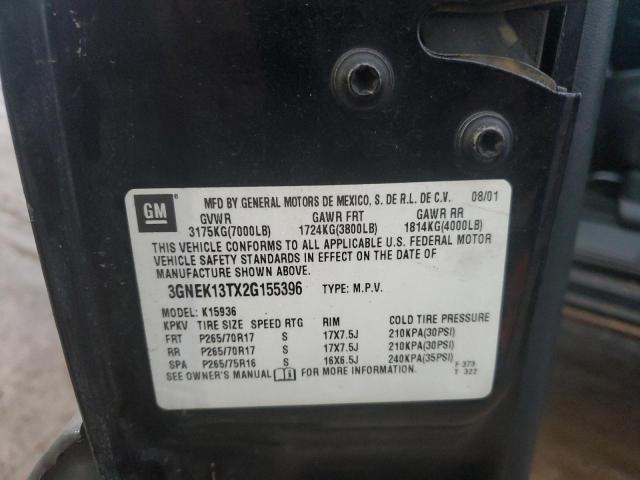 GM ® MFD BY GENERAL MOTORS DE MEXICO, S. DE R.L. DE C.V. 08/01
GVWR GAWR FRT GAWR RR
3175KG(7000LB) 1724KG(3800LB) 1814KG(4000LB)
THIS VEHICLE CONFORMS TO ALL APPLICABLE U.S. FEDERAL MOTOR
VEHICLE SAFETY STANDARDS IN EFFECT ON THE DATE OF
MANUFACTURE SHOWN ABOVE.
3GNEK13TX2G155396 TYPE: M.P.V.
MODEL: K15936
KPKV TIRE SIZE SPEED RTG RIM COLD TIRE PRESSURE
FRT P265/70R17 S 17X7.5J 210KPA(30PSI)
RR P265/70R17 S 17X7.5J 210KPA(30PSI)
SPA P265/75R16 S 16X6.5J 240KPA(35PSI)
SEE OWNER'S MANUAL FOR MORE INFORMATION.
F 373
T 322